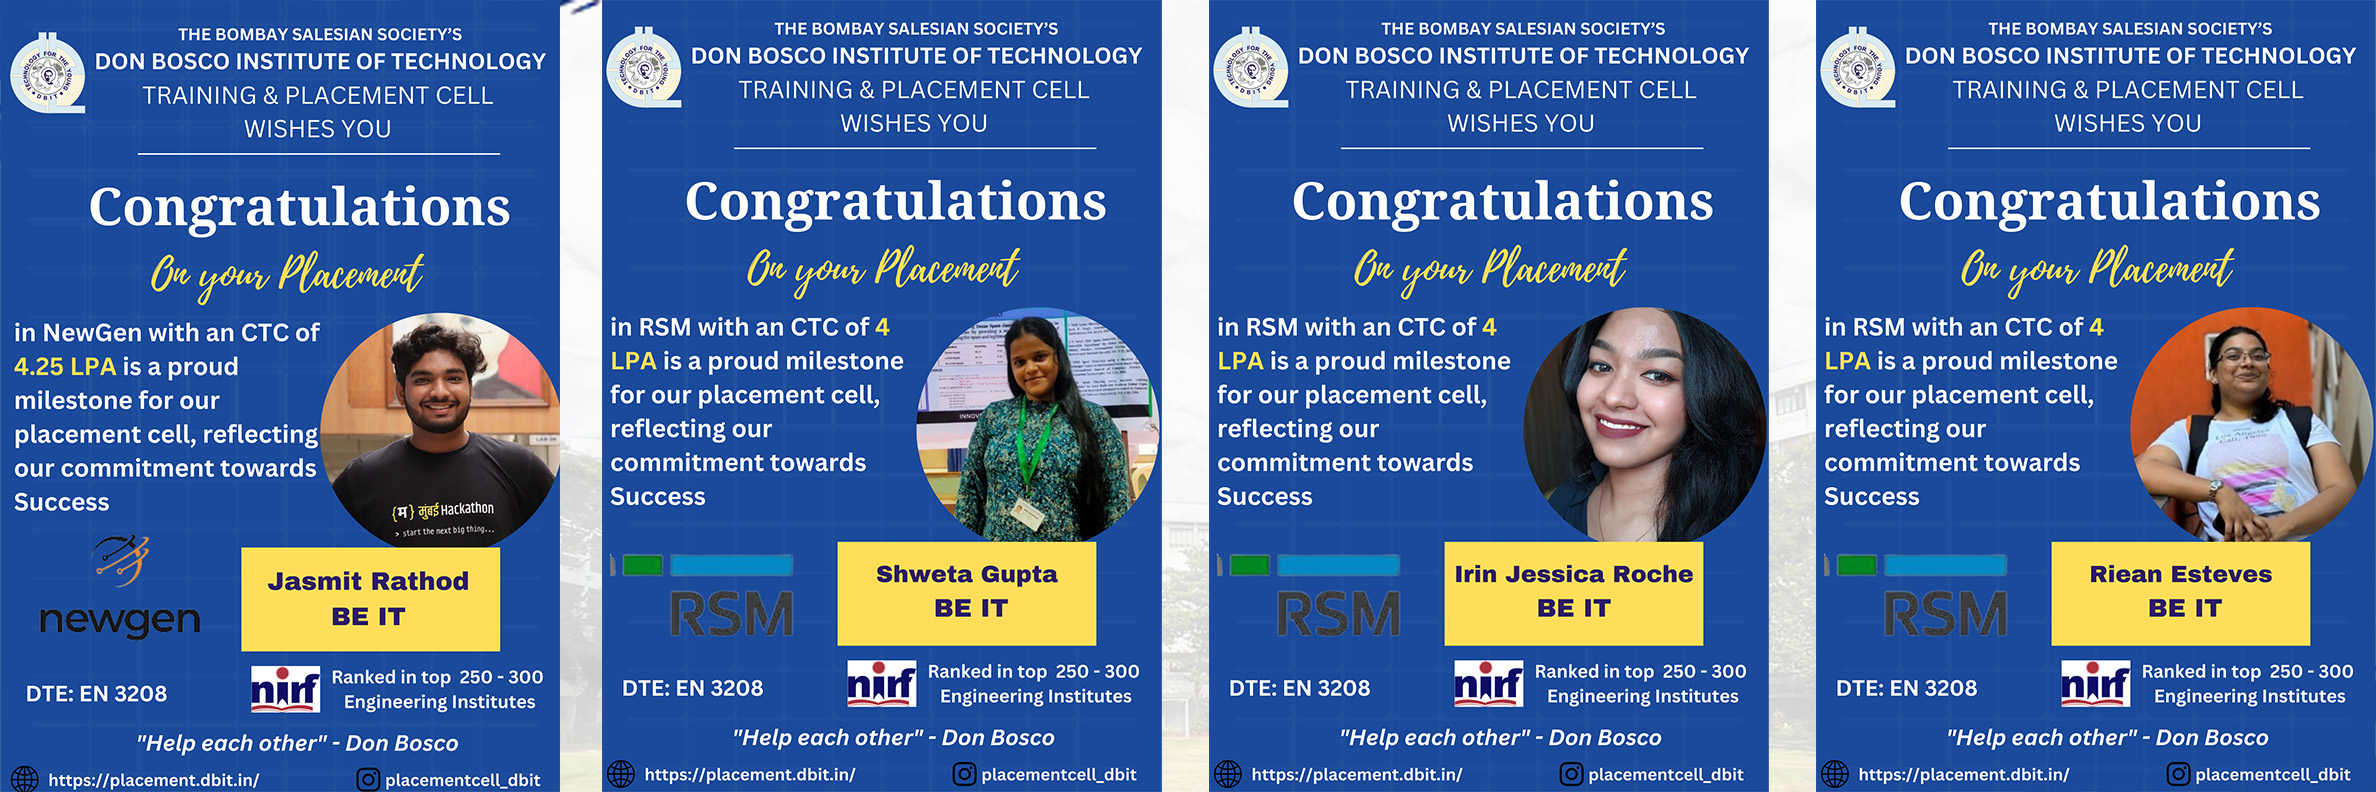 THE BOMBAY SALESIAN SOCIETY'S
DON BOSCO INSTITUTE OF TECHNOLOGY
TRAINING & PLACEMENT CELL
WISHES YOU
Congratulations
On your Placement
in NewGen with an CTC of
4.25 LPA is a proud
milestone for our
placement cell, reflecting
our commitment towards
Success
{म} मुंबई Hackathon
> start the next big thing...
newgen
Jasmit Rathod
BE IT
DTE: EN 3208
nirf
Ranked in top 250 - 300
Engineering Institutes
"Help each other" - Don Bosco
https://placement.dbit.in/
placementcell_dbit
THE BOMBAY SALESIAN SOCIETY'S
DON BOSCO INSTITUTE OF TECHNOLOGY
TRAINING & PLACEMENT CELL
WISHES YOU
Congratulations
On your Placement
in RSM with an CTC of 4
LPA is a proud milestone
for our placement cell,
reflecting our
commitment towards
Success
RSM
Shweta Gupta
BE IT
DTE: EN 3208
nirf
Ranked in top 250 - 300
Engineering Institutes
"Help each other" - Don Bosco
https://placement.dbit.in/
placementcell_dbit
THE BOMBAY SALESIAN SOCIETY'S
DON BOSCO INSTITUTE OF TECHNOLOGY
TRAINING & PLACEMENT CELL
WISHES YOU
Congratulations
On your Placement
in RSM with an CTC of 4
LPA is a proud milestone
for our placement cell,
reflecting our
commitment towards
Success
RSM
Irin Jessica Roche
BE IT
DTE: EN 3208
nirf
Ranked in top 250 - 300
Engineering Institutes
"Help each other" - Don Bosco
https://placement.dbit.in/
placementcell_dbit
THE BOMBAY SALESIAN SOCIETY'S
DON BOSCO INSTITUTE OF TECHNOLOGY
TRAINING & PLACEMENT CELL
WISHES YOU
Congratulations
On your Placement
in RSM with an CTC of 4
LPA is a proud milestone
for our placement cell,
reflecting our
commitment towards
Success
Los Angeles
RSM
Riean Esteves
BE IT
DTE: EN 3208
nirf
Ranked in top 250 - 300
Engineering Institutes
"Help each other" - Don Bosco
https://placement.dbit.in/
placementcell_dbit